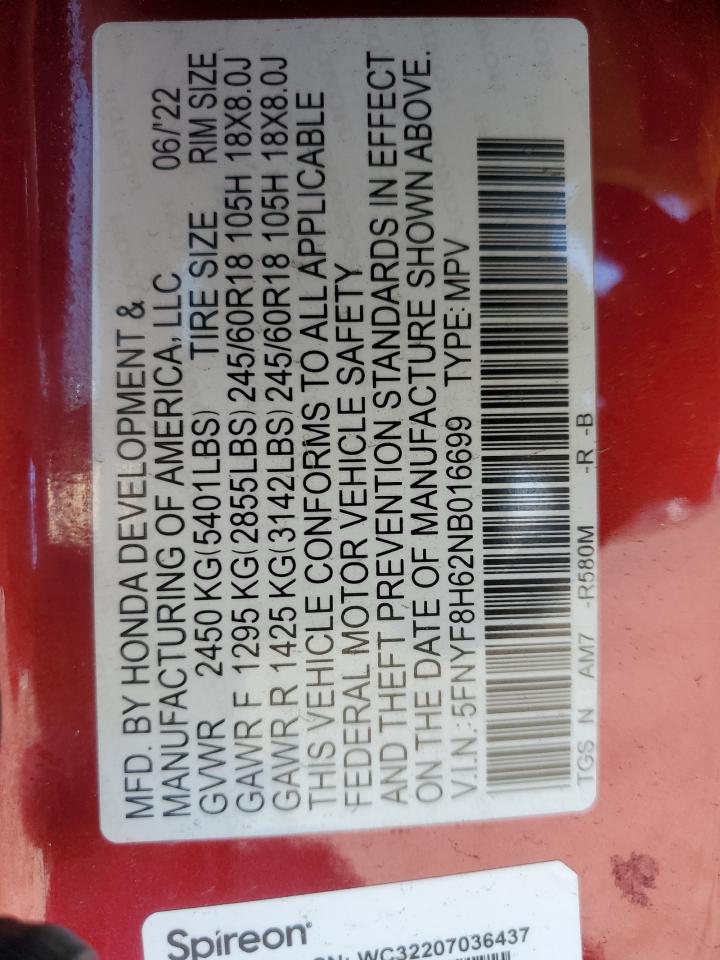 MFD. BY HONDA DEVELOPMENT &
MANUFACTURING OF AMERICA, LLC 06/'22
GVWR 2450 KG(5401LBS) TIRE SIZE RIM SIZE
GAWR F 1295 KG(2855LBS) 245/60R18 105H 18X8.0J
GAWR R 1425 KG(3142LBS) 245/60R18 105H 18X8.0J
THIS VEHICLE CONFORMS TO ALL APPLICABLE
FEDERAL MOTOR VEHICLE SAFETY
AND THEFT PREVENTION STANDARDS IN EFFECT
ON THE DATE OF MANUFACTURE SHOWN ABOVE.
V.I.N.: 5FNYF8H62NB016699 TYPE: MPV
TGS N AM7 -R580M -R -B
Spireon
WC32207036437